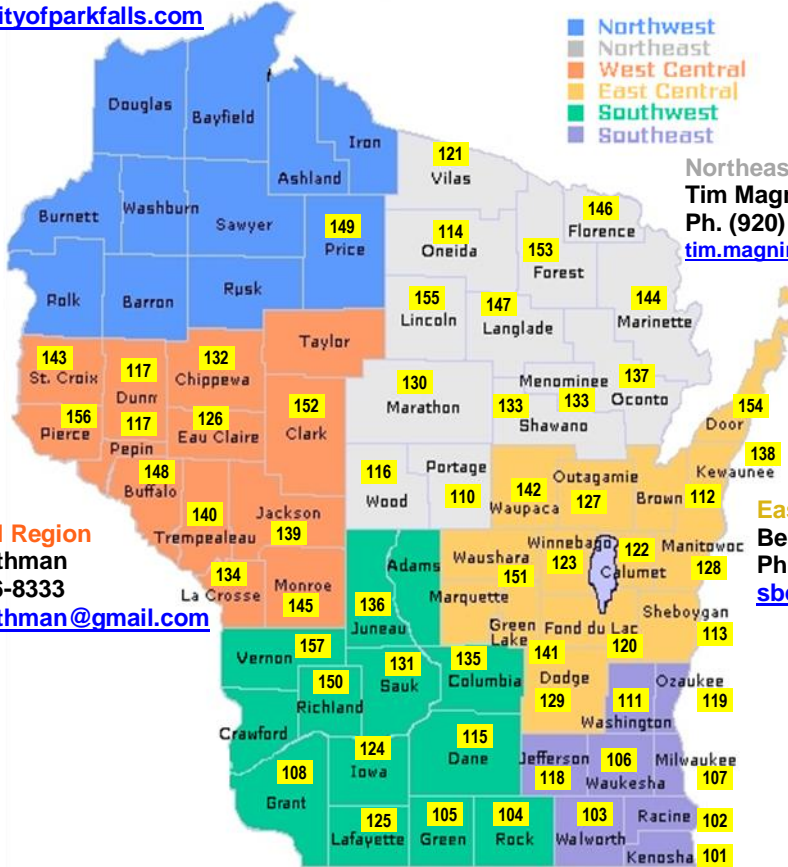 ityofparkfalls.com
Northwest
Northeast
West Central
East Central
Southwest
Southeast
Douglas
Bayfield
Iron
Ashland
121
Vilas
Northeas
Tim Magn
Ph. (920)
tim.magnin
Burnett
Washburn
Sawyer
149
Price
114
Oneida
146
Florence
153
Forest
Polk
Barron
Rusk
155
Lincoln
147
Langlade
144
Marinette
Taylor
143
St. Croix
117
Dunn
132
Chippewa
130
Marathon
Menominee
137
Oconto
133
133
Shawano
156
Pierce
117
Pepin
126
Eau Claire
152
Clark
154
Door
138
Kewaunee
148
Buffalo
116
Wood
Portage
110
142
Waupaca
Outagamie
127
Brown
112
140
Trempealeau
Jackson
139
l Region
thman
6-8333
thman@gmail.com
Eas
Be
Ph
sbe
Adams
Waushara
151
Marquette
Winnebago
123
122
Calumet
Manitowoc
128
134
La Crosse
Monroe
145
136
Juneau
Green
Lake
Fond du Lac
120
Sheboygan
113
Vernon
157
150
Richland
131
Sauk
135
Columbia
141
Dodge
129
111
Washington
Ozaukee
119
Crawford
124
Iowa
115
Dane
Jefferson
118
106
Waukesha
Milwaukee
107
108
Grant
125
Lafayette
105
Green
104
Rock
103
Walworth
Racine
102
Kenosha
101